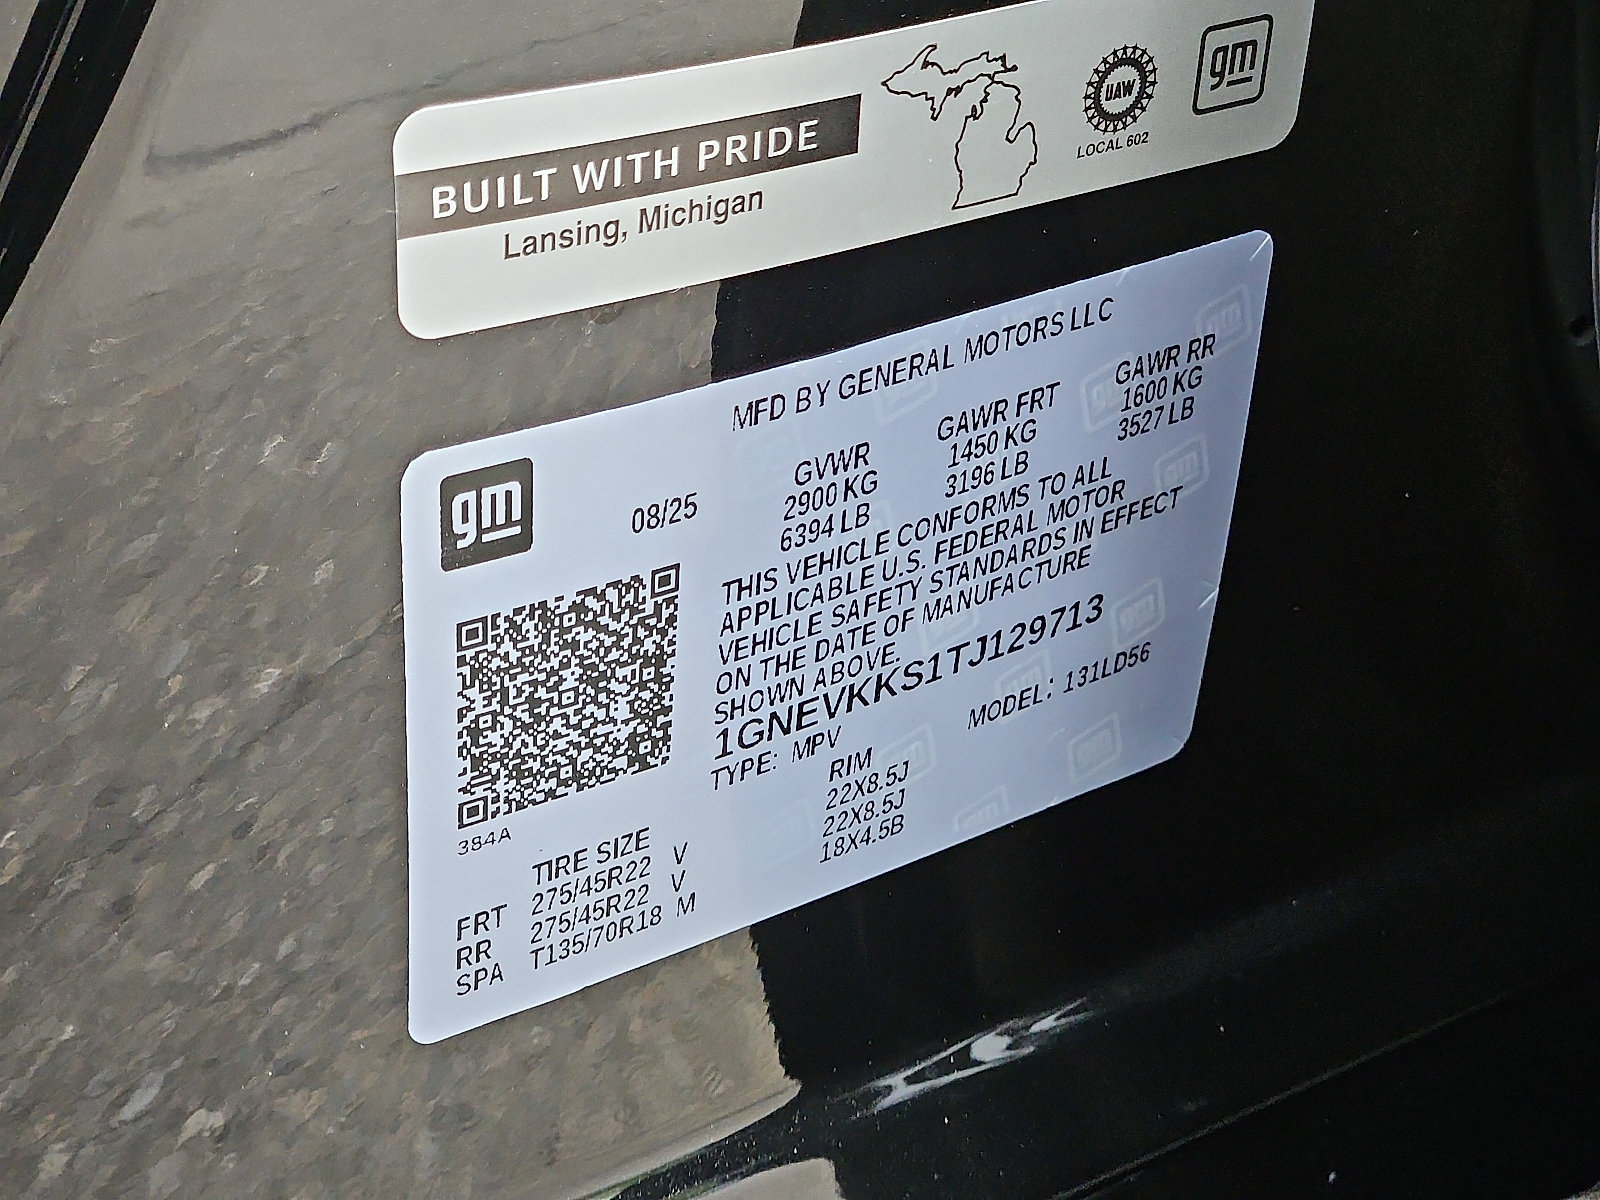 BUILT WITH PRIDE
Lansing, Michigan
UAW
LOCAL 602
gm
MFD BY GENERAL MOTORS LLC
gm
08/25
GVWR GAWR FRT GAWR RR
2900 KG 1450 KG 1600 KG
6394 LB 3196 LB 3527 LB
THIS VEHICLE CONFORMS TO ALL
APPLICABLE U.S. FEDERAL MOTOR
VEHICLE SAFETY STANDARDS IN EFFECT
ON THE DATE OF MANUFACTURE
SHOWN ABOVE.
1GNEVKKS1TJ129713
TYPE: MPV MODEL: 131LD56
384A
TIRE SIZE RIM
FRT 275/45R22 V 22X8.5J
RR 275/45R22 V 22X8.5J
SPA T135/70R18 M 18X4.5B